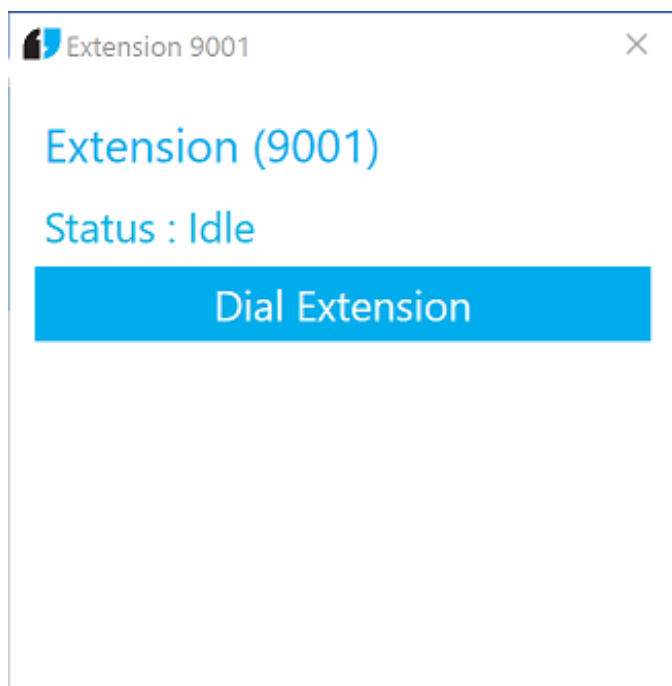 Extension 9001
Extension (9001)
Status : Idle
Dial Extension